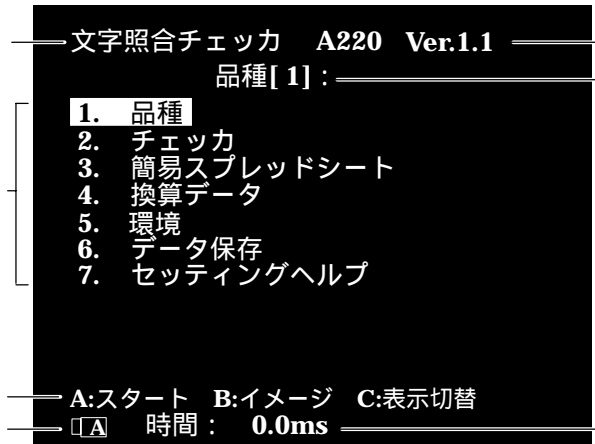 文字照合チェッカ A220 Ver.1.1
品種[ 1]：
1. 品種
2. チェッカ
3. 簡易スプレッドシート
4. 換算データ
5. 環境
6. データ保存
7. セッティングヘルプ
A:スタート B:イメージ C:表示切替
A 時間： 0.0ms